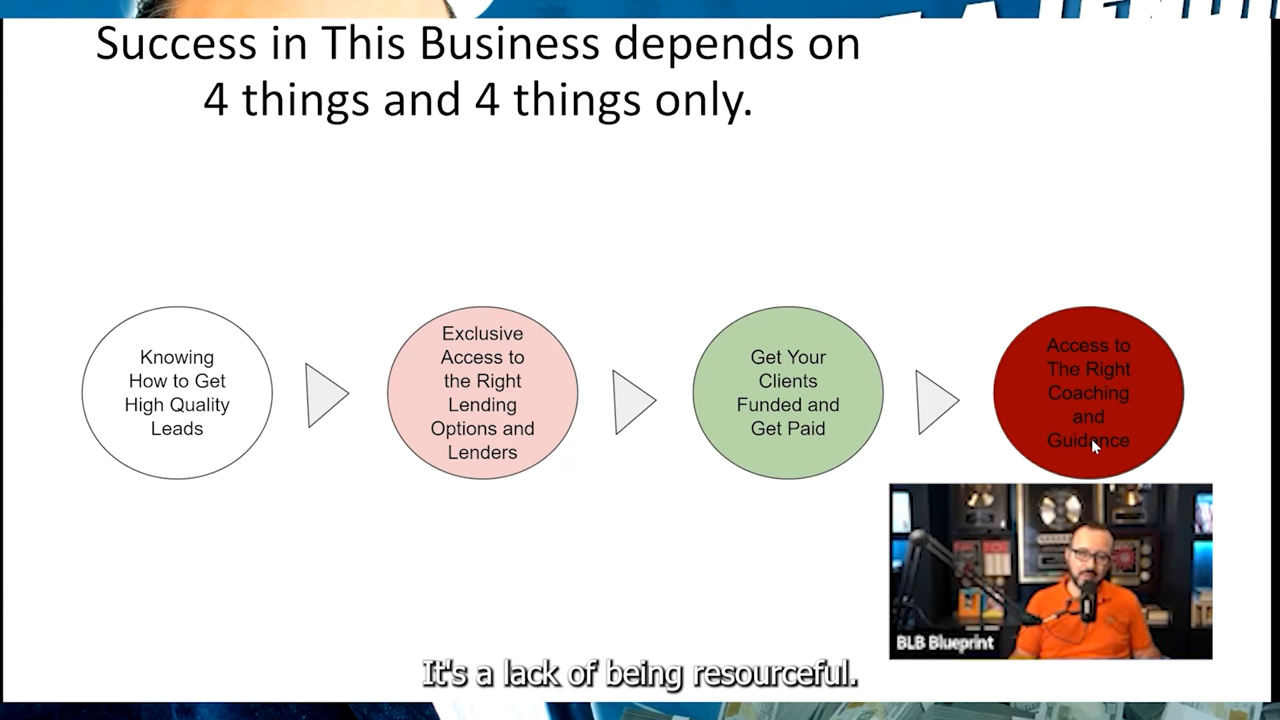 Success in This Business depends on
4 things and 4 things only.
Knowing
How to Get
High Quality
Leads
Exclusive
Access to
the Right
Lending
Options and
Lenders
Get Your
Clients
Funded and
Get Paid
Access to
The Right
Coaching
and
Guidance
BLB Blueprint
It's a lack of being resourceful.